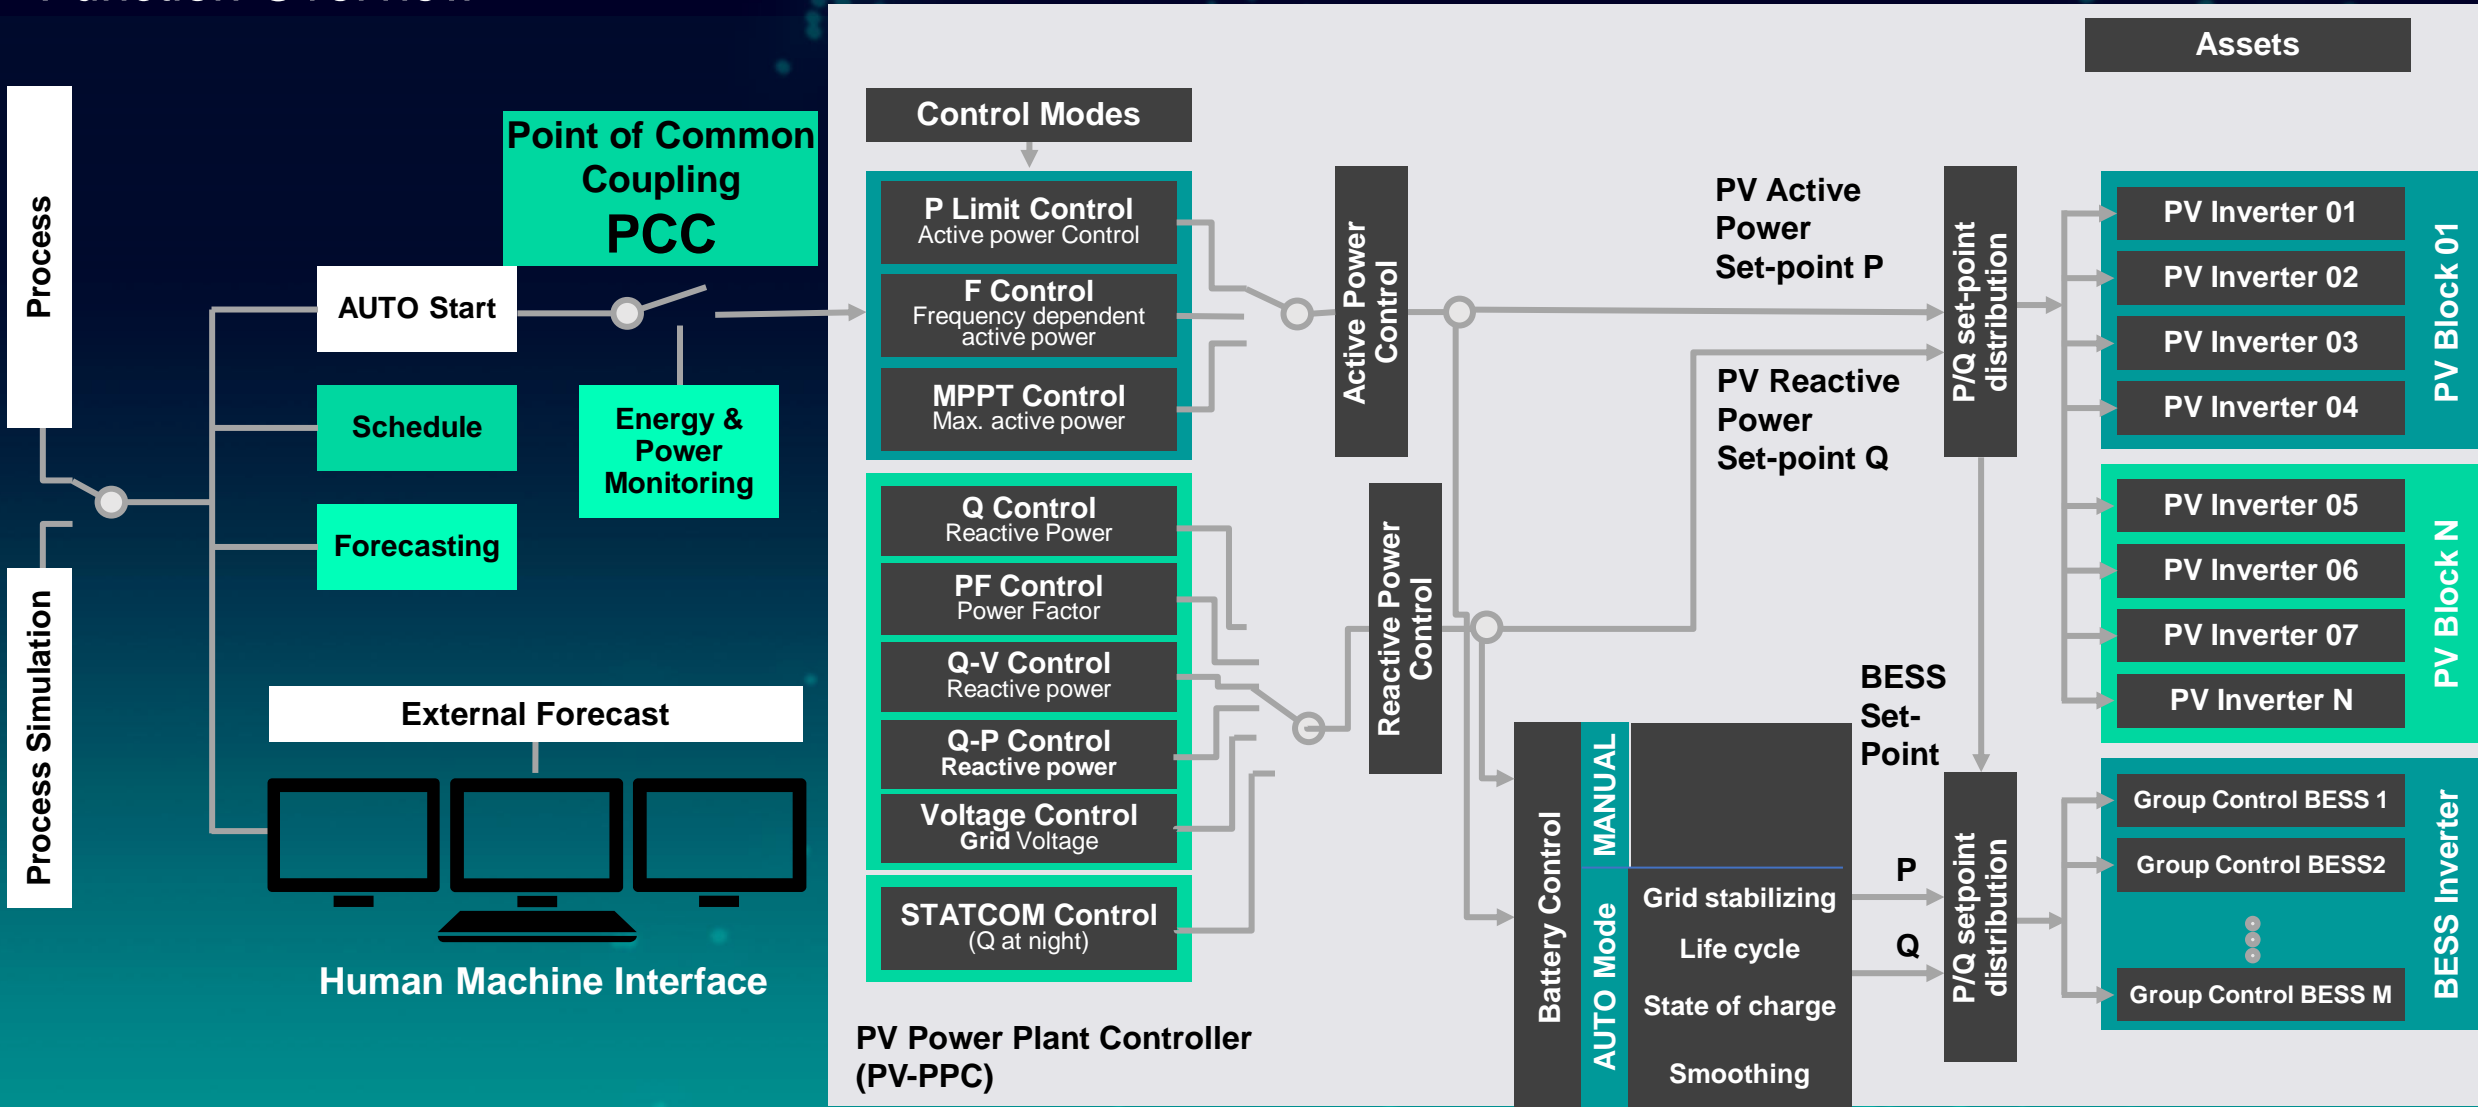 Function Overview
Process
Process Simulation
Point of Common
Coupling
PCC
AUTO Start
Schedule
Forecasting
Energy &
Power
Monitoring
External Forecast
Human Machine Interface
Control Modes
P Limit Control
Active power Control
F Control
Frequency dependent
active power
MPPT Control
Max. active power
Q Control
Reactive Power
PF Control
Power Factor
Q-V Control
Reactive power
Q-P Control
Reactive power
Voltage Control
Grid Voltage
STATCOM Control
(Q at night)
PV Power Plant Controller
(PV-PPC)
Active Power
Control
Reactive Power
Control
PV Active
Power
Set-point P
PV Reactive
Power
Set-point Q
BESS
Set-
Point
Battery Control
MANUAL
AUTO Mode
Grid stabilizing
Life cycle
State of charge
Smoothing
P
Q
P/Q set-point
distribution
P/Q setpoint
distribution
Assets
PV Inverter 01
PV Inverter 02
PV Inverter 03
PV Inverter 04
PV Block 01
PV Inverter 05
PV Inverter 06
PV Inverter 07
PV Inverter N
PV Block N
Group Control BESS 1
Group Control BESS2
Group Control BESS M
BESS Inverter